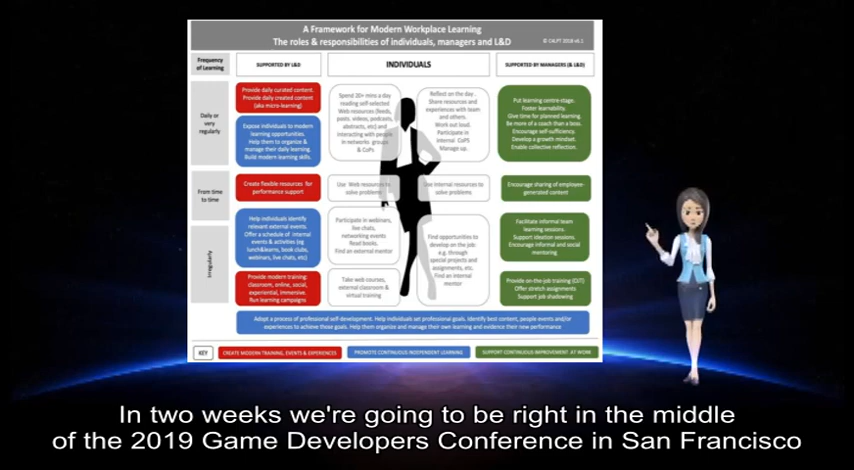 A Framework for Modern Workplace Learning
The roles & responsibilities of individuals, managers and L&D
© C4LPT 2018 v8.1
Frequency
of Learning
SUPPORTED BY L&D
INDIVIDUALS
SUPPORTED BY MANAGERS (& L&D)
Daily or
very
regularly
Provide daily curated content.
Provide daily created content
(aka micro-learning)
Expose individuals to modern
learning opportunities.
Help them to organize &
manage their daily learning.
Build modern learning skills.
Spend 20+ mins a day
reading self-selected
Web resources (feeds,
posts, videos, podcasts,
abstracts, etc) and
interacting with people
in networks groups
& CoPs
Reflect on the day.
Share resources and
experiences with team
and others.
Work out loud.
Participate in
internal CoPS
Manage up.
Put learning centre-stage.
Foster learnability.
Give time for planned learning.
Be more of a coach than a boss.
Encourage self-sufficiency.
Develop a growth mindset.
Enable collective reflection.
From time
to time
Create flexible resources for
performance support
Use Web resources to
solve problems
Use internal resources to
solve problems
Encourage sharing of employee-
generated content
Irregularly
Help individuals identify
relevant external events.
Offer a schedule of internal
events & activities (eg
lunch&learns, book clubs,
webinars, live chats, etc)
Participate in webinars,
live chats,
networking events
Read books.
Find an external mentor
Find opportunities to
develop on the job:
e.g. through
special projects and
assignments, etc.
Find an internal
mentor
Facilitate informal team
learning sessions.
Support ideation sessions.
Encourage informal and social
mentoring.
Provide modern training:
classroom, online, social,
experiential, immersive.
Run learning campaigns
Take web courses,
external classroom &
virtual training
Provide on-the-job training (OJT)
Offer stretch assignments
Support job shadowing
Adopt a process of professional self-development. Help individuals set professional goals. Identify best content, people events and/or
experiences to achieve those goals. Help them organize and manage their own learning and evidence their new performance
KEY
CREATE MODERN TRAINING, EVENTS & EXPERIENCES
PROMOTE CONTINUOUS INDEPENDENT LEARNING
SUPPORT CONTINUOUS IMPROVEMENT AT WORK
In two weeks we're going to be right in the middle
of the 2019 Game Developers Conference in San Francisco